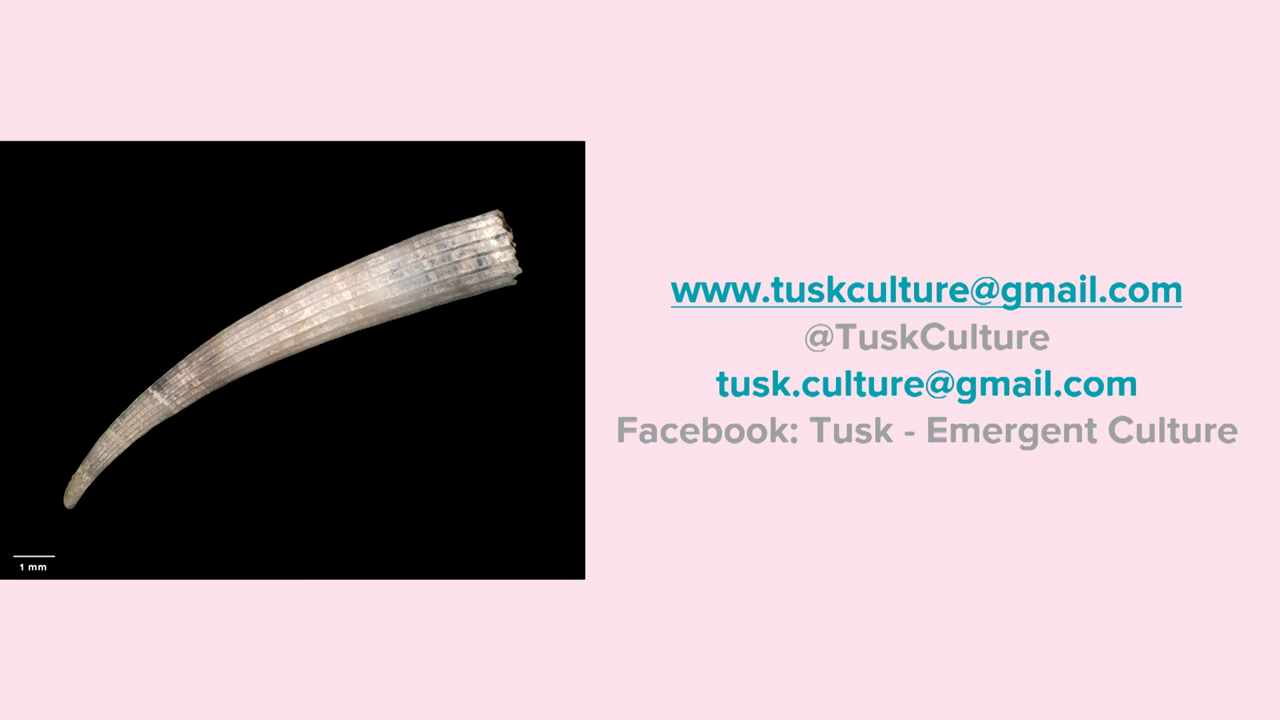 www.tuskculture@gmail.com
@TuskCulture
tusk.culture@gmail.com
Facebook: Tusk - Emergent Culture
1 mm